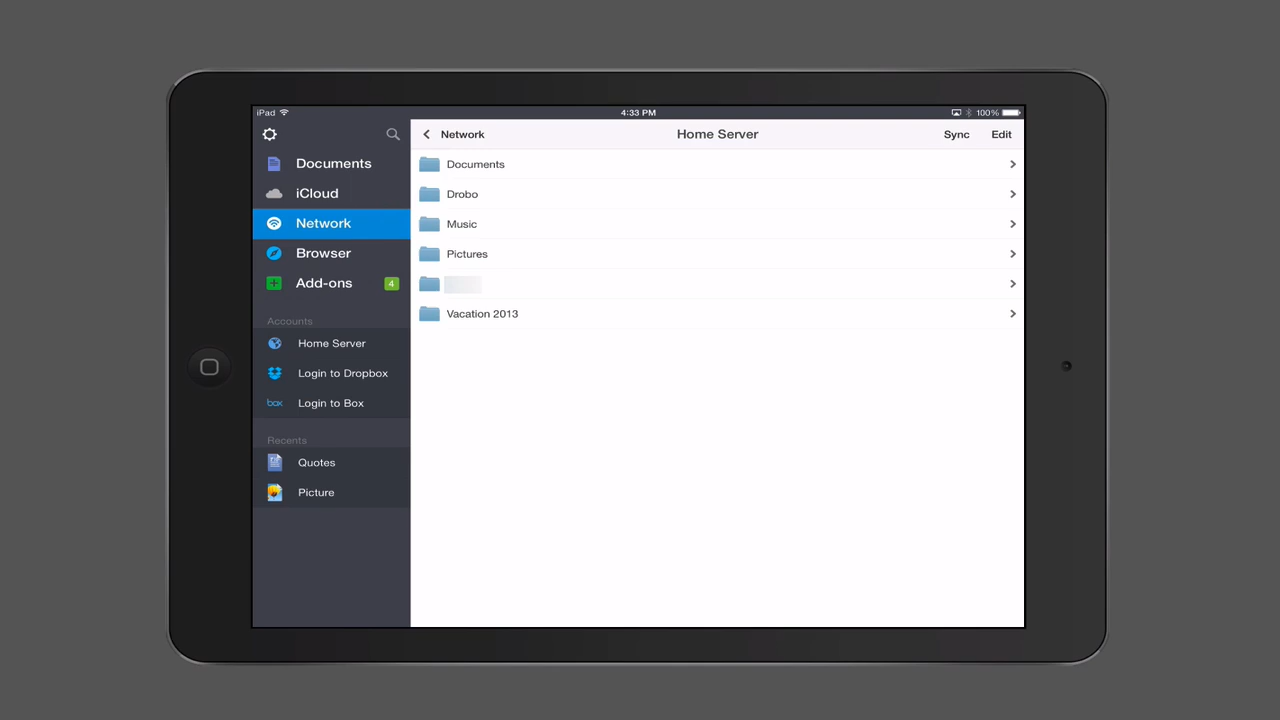 iPad
4:33 PM
100%
Documents
iCloud
Network
Browser
Add-ons 4
Accounts
Home Server
Login to Dropbox
box Login to Box
Recents
Quotes
Picture
Network Home Server Sync Edit
Documents
Drobo
Music
Pictures
Vacation 2013